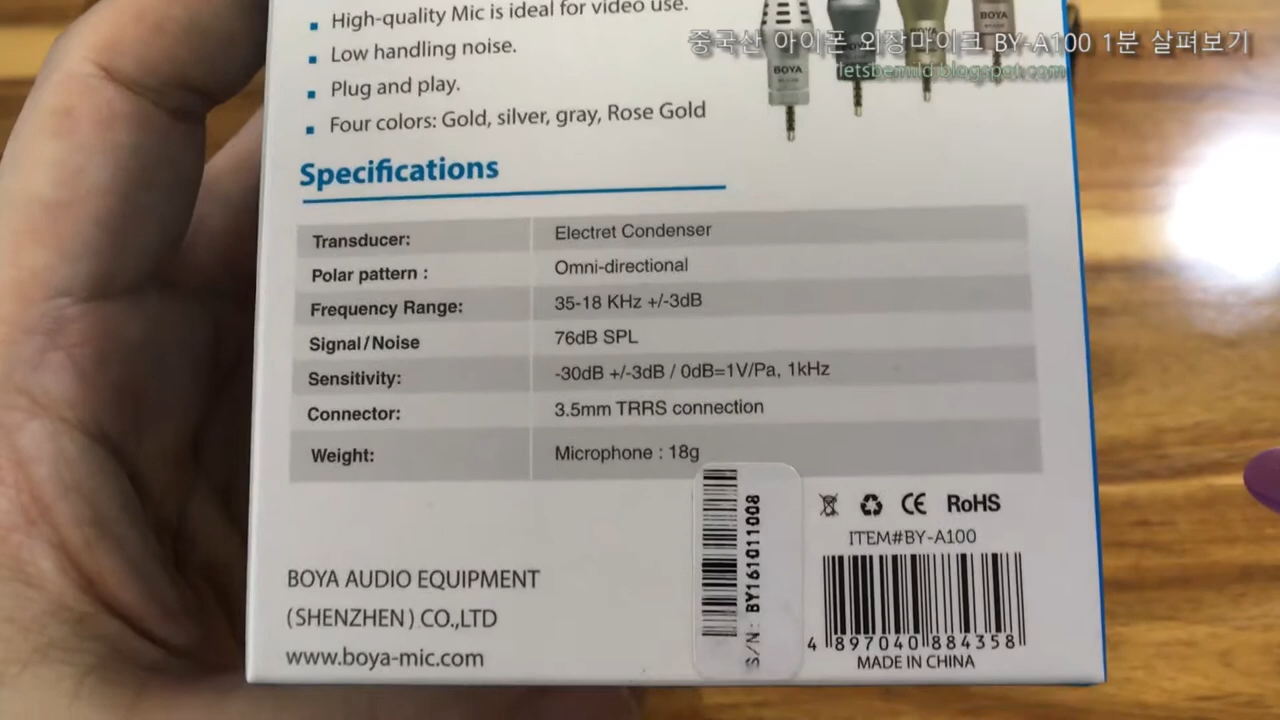 중국산 아이폰 외장마이크 BY-A100 1분 살펴보기
High-quality Mic is ideal for video use.
Low handling noise.
Plug and play.
Four colors: Gold, silver, gray, Rose Gold
BOYA
BOYA
Specifications
Transducer: Electret Condenser
Polar pattern : Omni-directional
Frequency Range: 35-18 KHz +/-3dB
Signal/Noise 76dB SPL
Sensitivity: -30dB +/-3dB / 0dB=1V/Pa, 1kHz
Connector: 3.5mm TRRS connection
Weight: Microphone : 18g
CE RoHS
ITEM#BY-A100
S/N: BY161011008
4 897040 884358
MADE IN CHINA
BOYA AUDIO EQUIPMENT
(SHENZHEN) CO.,LTD
www.boya-mic.com